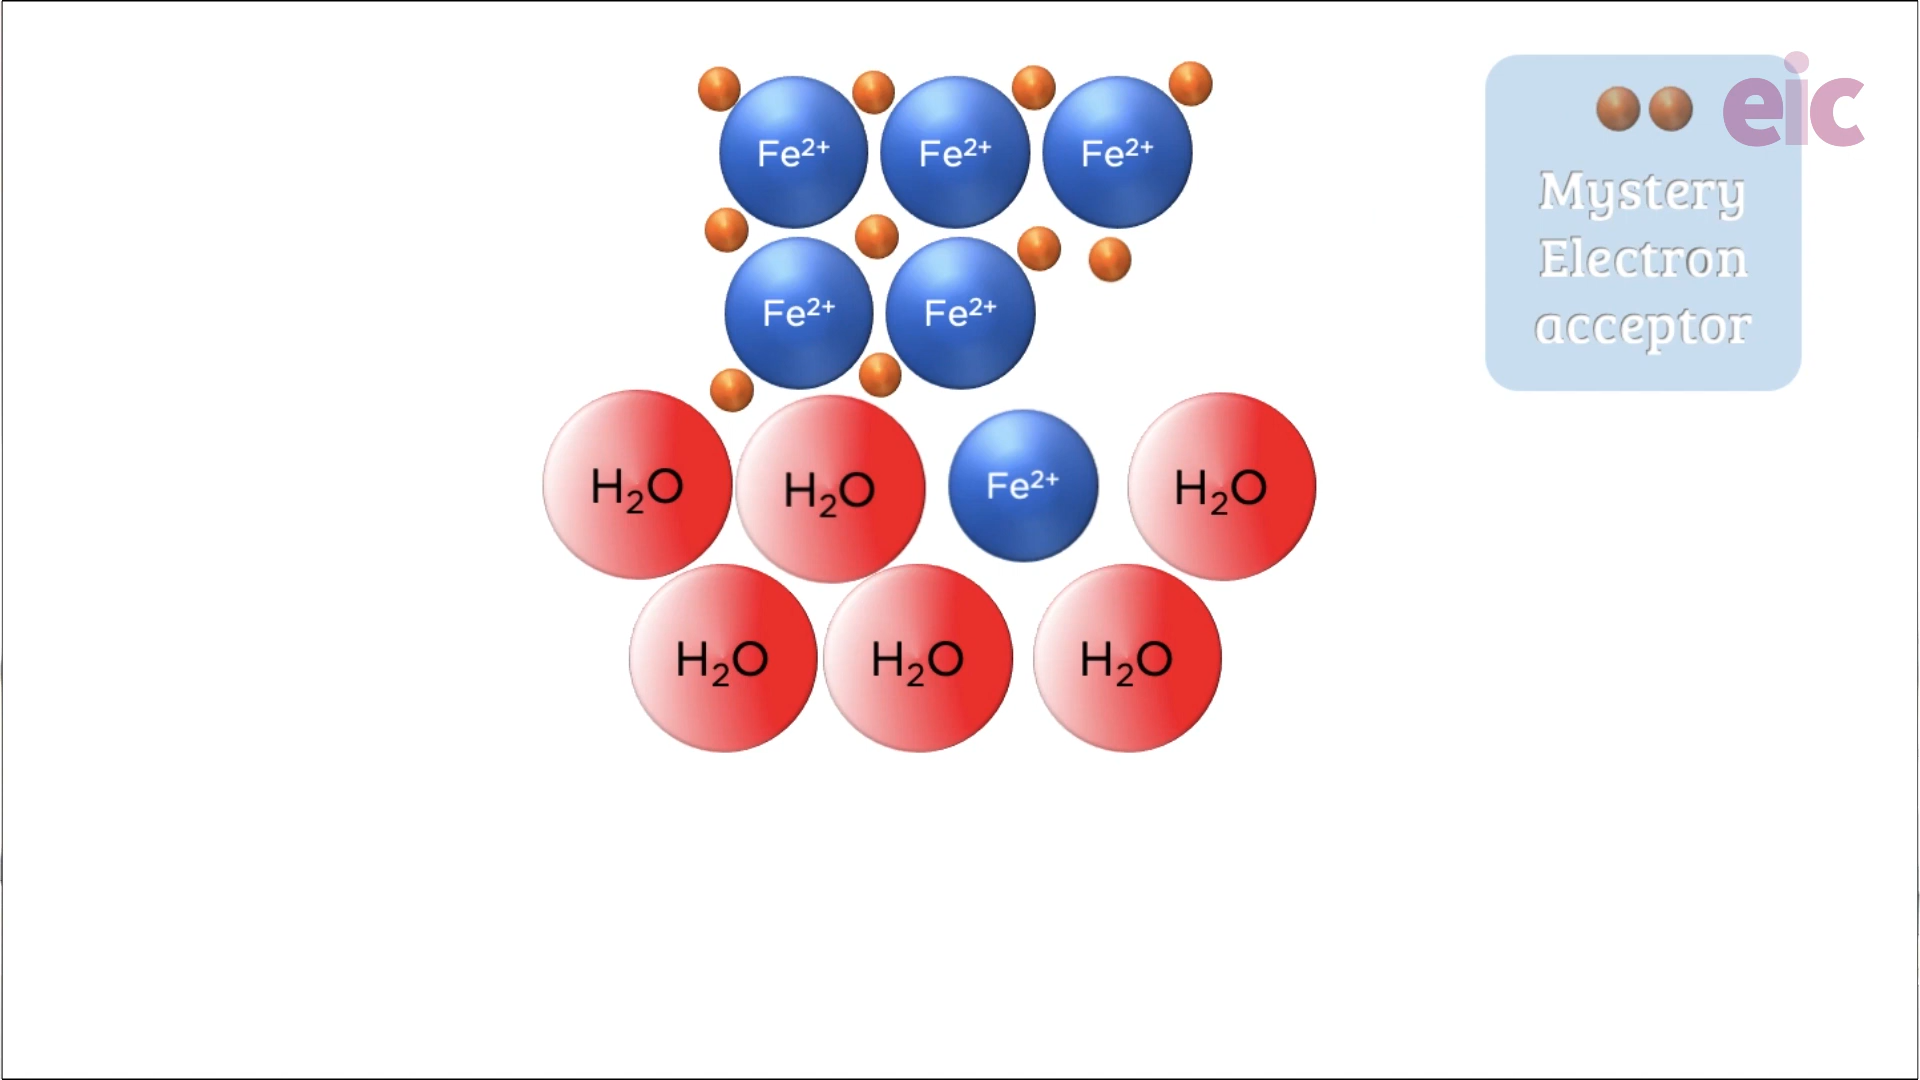 Fe²⁺ Fe²⁺ Fe²⁺
Fe²⁺ Fe²⁺
H₂O H₂O Fe²⁺ H₂O
H₂O H₂O H₂O
eic
Mystery
Electron
acceptor